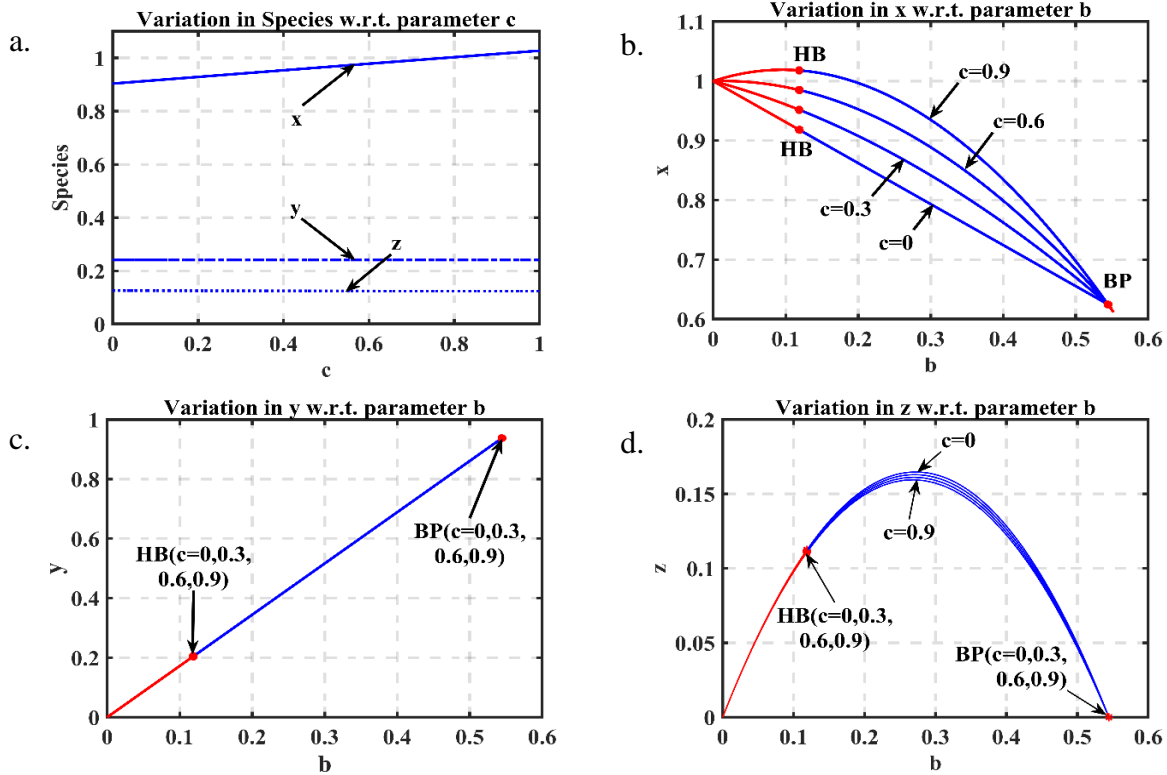 a.
Variation in Species w.r.t. parameter c
Species
1
0.8
0.6
0.4
0.2
0
x
y
z
0
0.2
0.4
0.6
0.8
1
c
b.
Variation in x w.r.t. parameter b
x
1.1
1
0.9
0.8
0.7
0.6
HB
c=0.9
c=0.6
HB
c=0.3
c=0
BP
0
0.1
0.2
0.3
0.4
0.5
0.6
b
c.
Variation in y w.r.t. parameter b
y
1
0.8
0.6
0.4
0.2
0
BP(c=0,0.3,
0.6,0.9)
HB(c=0,0.3,
0.6,0.9)
0
0.1
0.2
0.3
0.4
0.5
0.6
b
d.
Variation in z w.r.t. parameter b
z
0.2
0.15
0.1
0.05
0
c=0
c=0.9
HB(c=0,0.3,
0.6,0.9)
BP(c=0,0.3,
0.6,0.9)
0
0.1
0.2
0.3
0.4
0.5
0.6
b